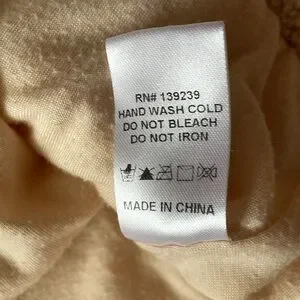 RN# 139239
HAND WASH COLD
DO NOT BLEACH
DO NOT IRON
MADE IN CHINA